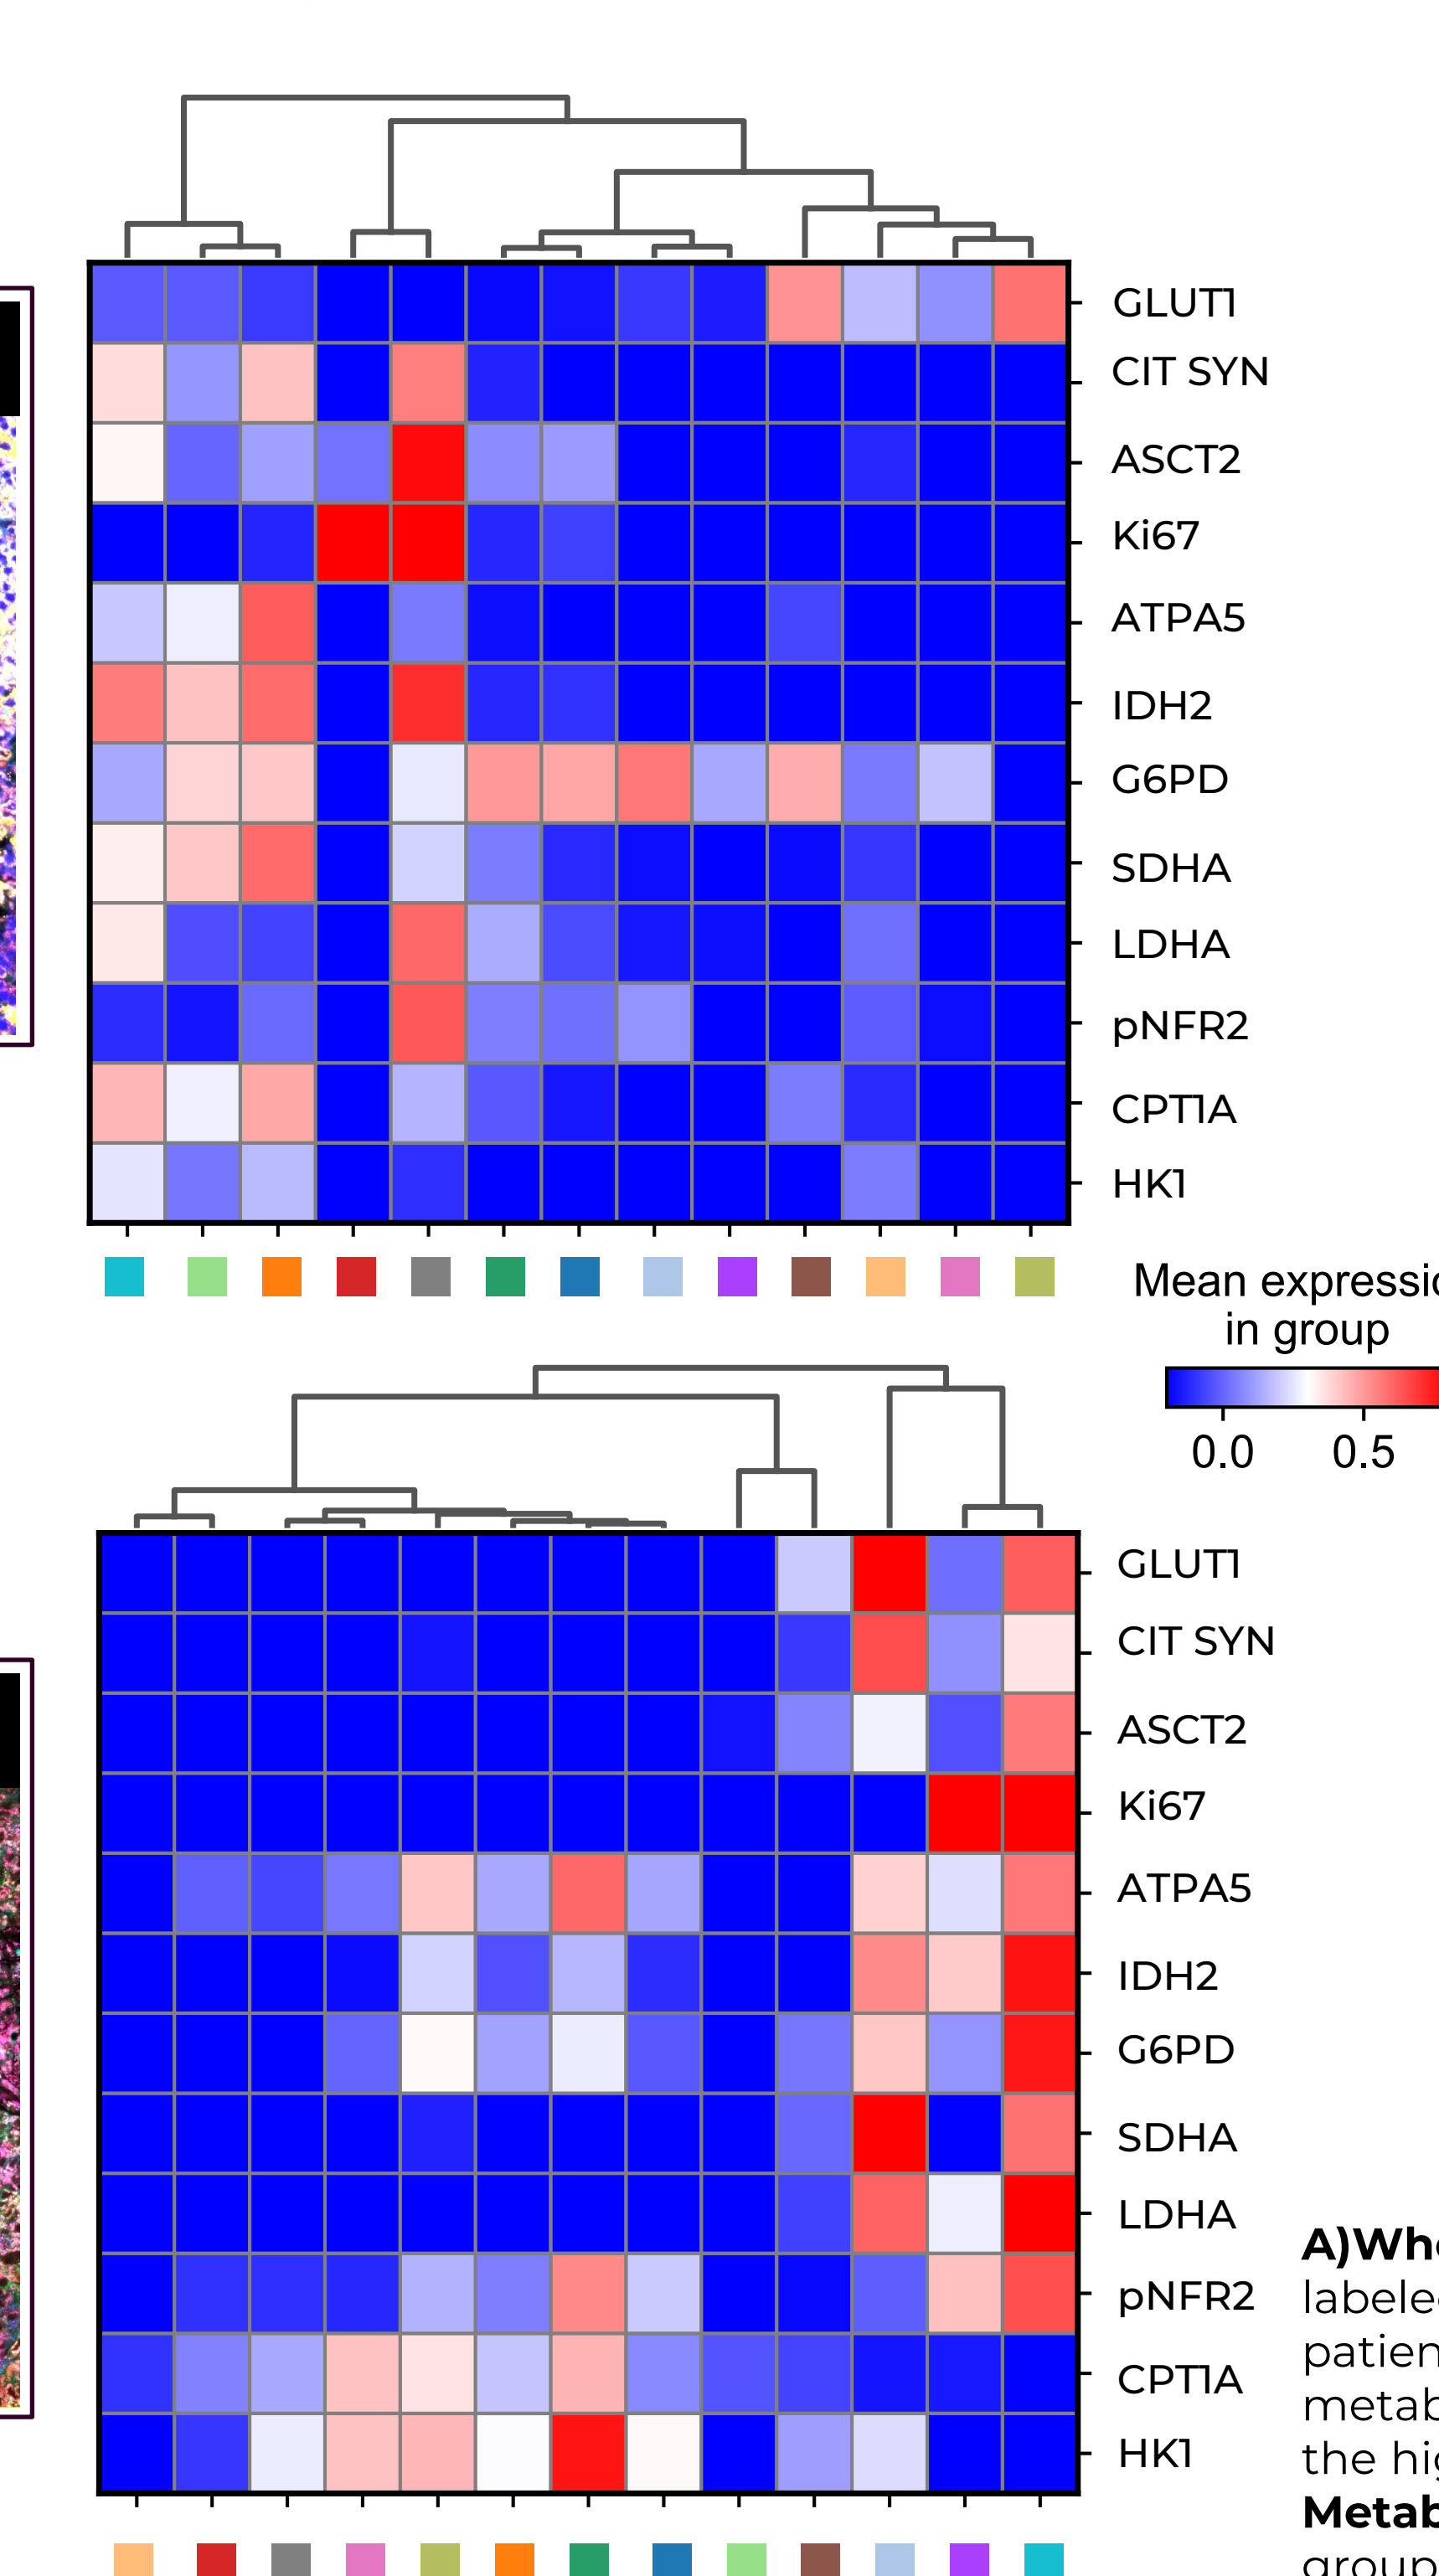 GLUT1
CIT SYN
ASCT2
Ki67
ATPA5
IDH2
G6PD
SDHA
LDHA
pNFR2
CPT1A
HK1
Mean
in group
0.0 0.5
GLUT1
CIT SYN
ASCT2
Ki67
ATPA5
IDH2
G6PD
SDHA
LDHA
pNFR2
CPT1A
HK1
A)
the